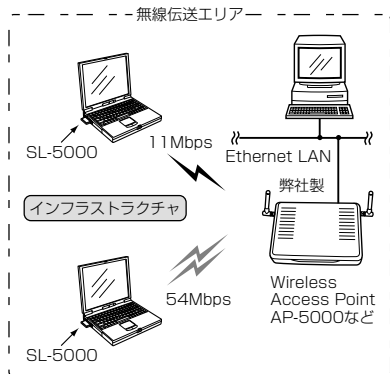 無線伝送エリア
SL-5000
11Mbps
Ethernet LAN
弊社製
インフラストラクチャ
54Mbps
Wireless
Access Point
AP-5000など
SL-5000